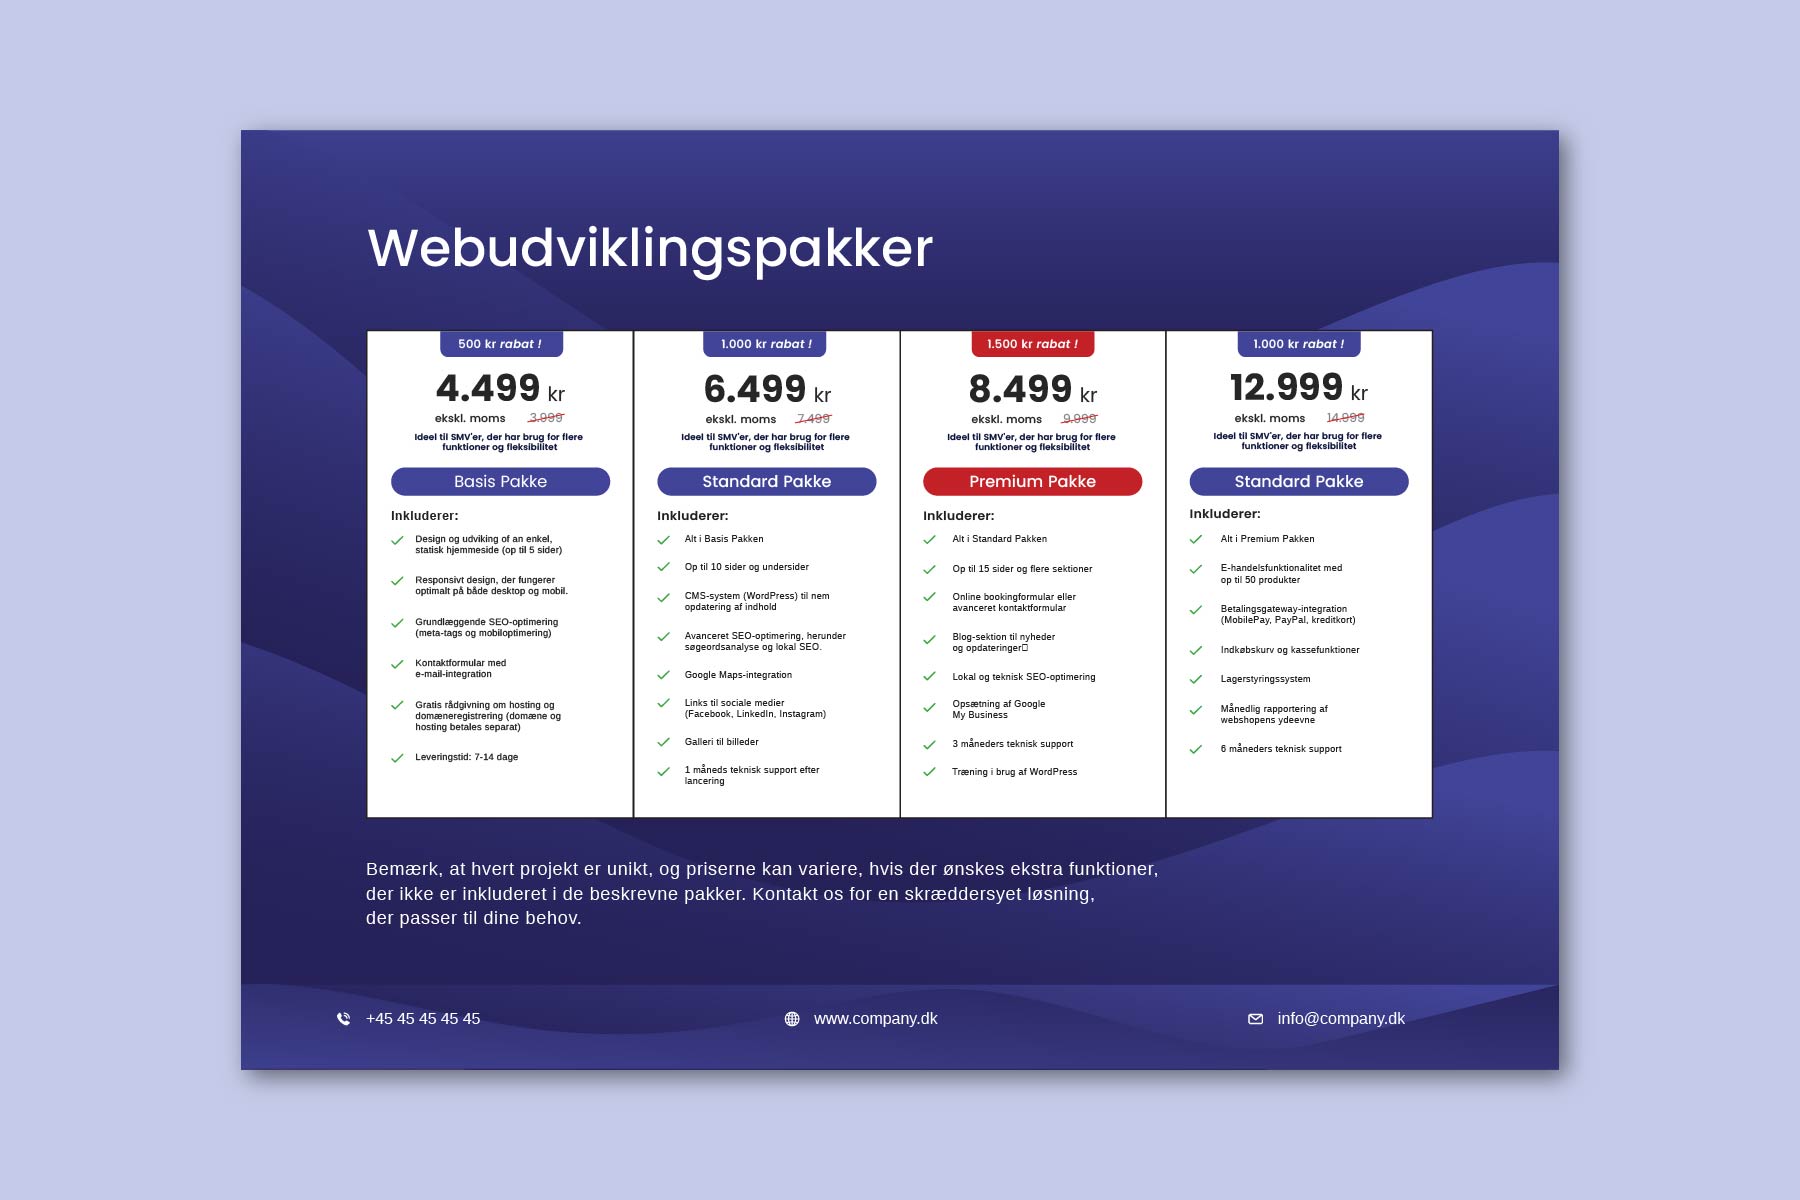 Webudviklingspakker
500 kr rabat !
4.499 kr
ekskl. moms 3.999
Ideel til SMV'er, der har brug for flere
funktioner og fleksibilitet
Basis Pakke
Inkluderer:
Design og udviking of an enkel,
statisk hjemmeside (op til 5 sider)
Responsivt design, der fungerer
optimalt på både desktop og mobil.
Grundlæggende SEO-optimering
(meta-tags og mobiloptimering)
Kontaktformular med
e-mail-integration
Gratis rådgivning om hosting og
domæneregistrering (domæne og
hosting betales separat)
Leveringstid: 7-14 dage
1.000 kr rabat !
6.499 kr
ekskl. moms 7.499
Ideel til SMV'er, der har brug for flere
funktioner og fleksibilitet
Standard Pakke
Inkluderer:
Alt i Basis Pakken
Op til 10 sider og undersider
CMS-system (WordPress) til nem
opdatering af indhold
Avanceret SEO-optimering, herunder
søgeordsanalyse og lokal SEO.
Google Maps-integration
Links til sociale medier
(Facebook, LinkedIn, Instagram)
Galleri til billeder
1 måneds teknisk support efter
lancering
1.500 kr rabat !
8.499 kr
ekskl. moms 9.999
Ideel til SMV'er, der har brug for flere
funktioner og fleksibilitet
Premium Pakke
Inkluderer:
Alt i Standard Pakken
Op til 15 sider og flere sektioner
Online bookingformular eller
avanceret kontaktformular
Blog-sektion til nyheder
og opdateringer
Lokal og teknisk SEO-optimering
Opsætning af Google
My Business
3 måneders teknisk support
Træning i brug af WordPress
1.000 kr rabat !
12.999 kr
ekskl. moms 14.999
Ideel til SMV'er, der har brug for flere
funktioner og fleksibilitet
Standard Pakke
Inkluderer:
Alt i Premium Pakken
E-handelsfunktionalitet med
op til 50 produkter
Betalingsgateway-integration
(MobilePay, PayPal, kreditkort)
Indkøbskurv og kassefunktioner
Lagerstyringssystem
Månedlig rapportering af
webshopens ydeevne
6 måneders teknisk support
Bemærk, at hvert projekt er unikt, og priserne kan variere, hvis der ønskes ekstra funktioner,
der ikke er inkluderet i de beskrevne pakker. Kontakt os for en skræddersyet løsning,
der passer til dine behov.
+45 45 45 45 45
www.company.dk
info@company.dk